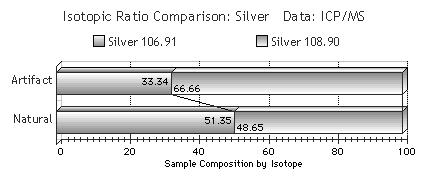 Isotopic Ratio Comparison: Silver Data: ICP/MS
Silver 106.91 Silver 108.90
Artifact 33.34 66.66
Natural 51.35 48.65
0 20 40 60 80 100
Sample Composition by Isotope